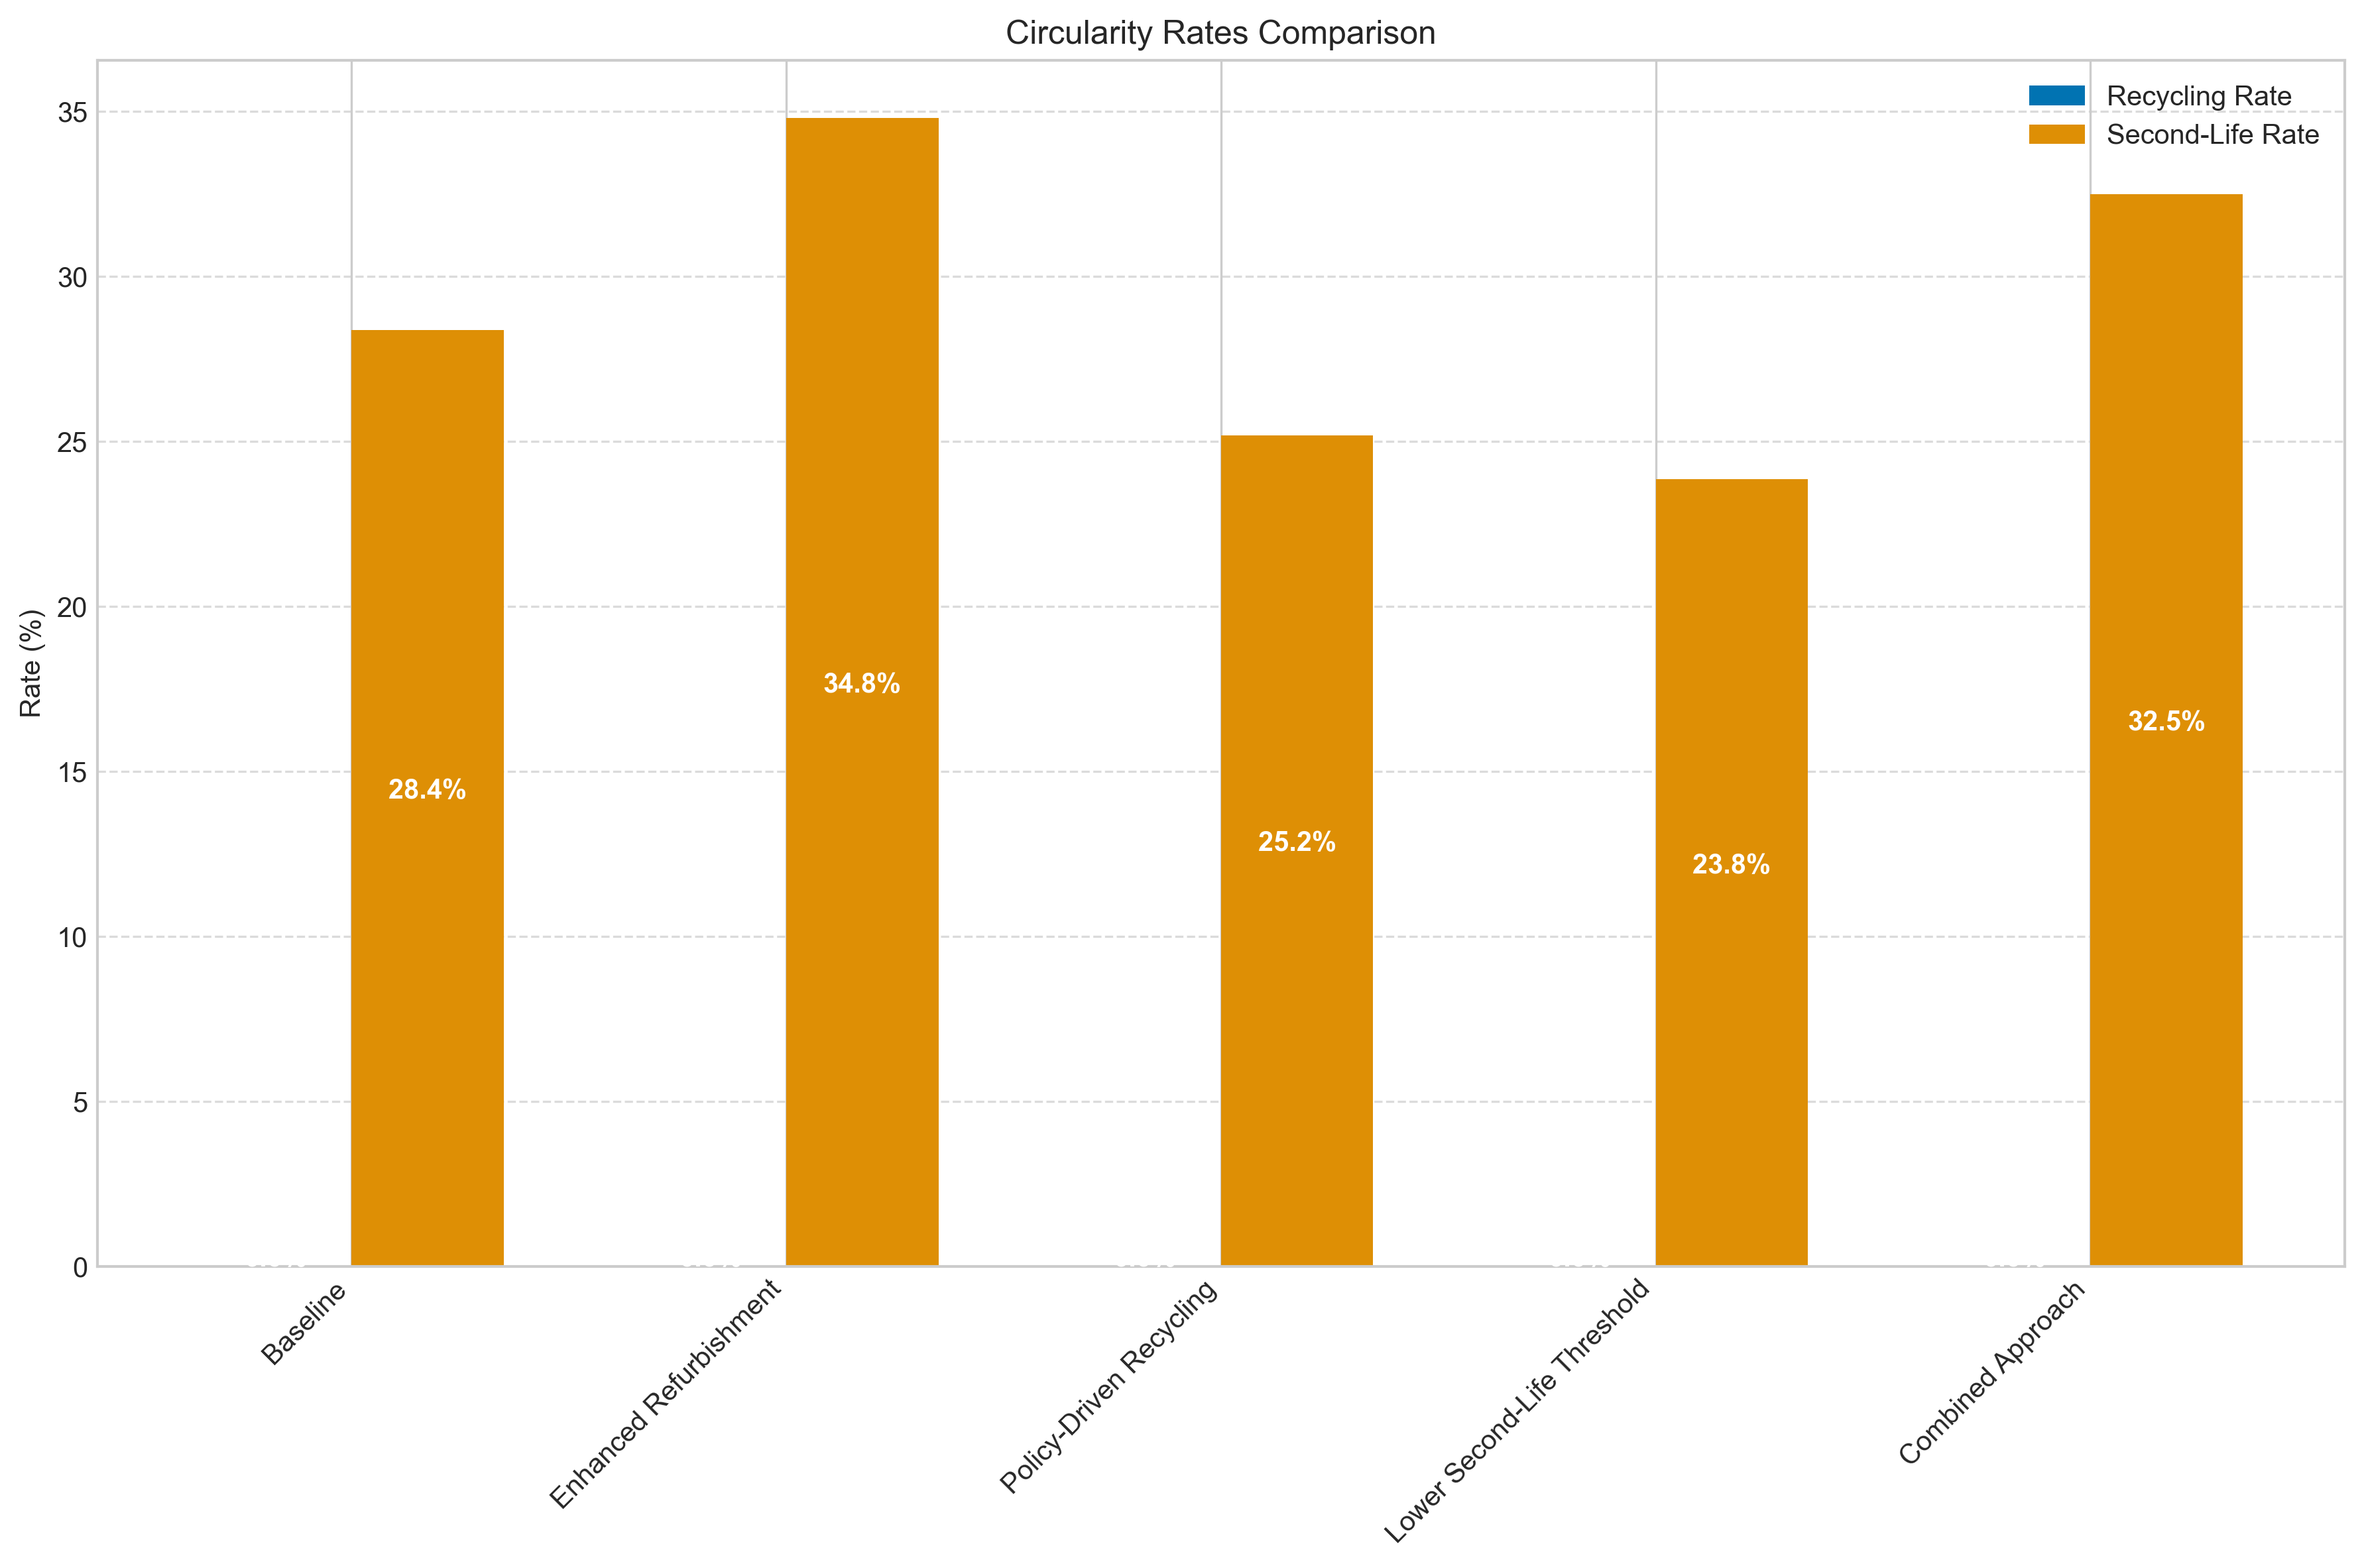 Circularity Rates Comparison
Recycling Rate
Second-Life Rate
Rate (%)
35
30
25
20
15
10
5
0
28.4%
34.8%
25.2%
23.8%
32.5%
Baseline
Enhanced Refurbishment
Policy-Driven Recycling
Lower Second-Life Threshold
Combined Approach